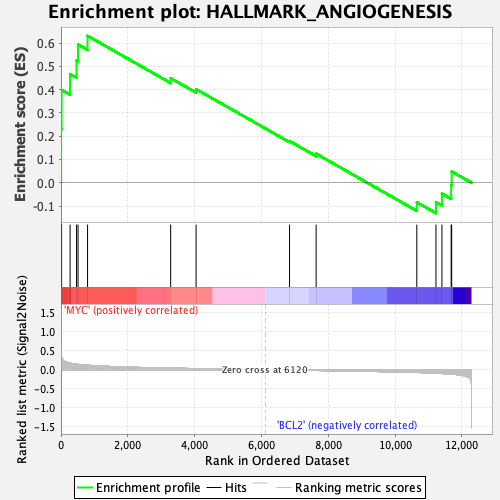 Enrichment plot: HALLMARK_ANGIOGENESIS
Enrichment score (ES)
0.6
0.5
0.4
0.3
0.2
0.1
0.0
-0.1
'MYC' (positively correlated)
Ranked list metric (Signal2Noise)
1.5
1.0
0.5
0.0
-0.5
-1.0
-1.5
Zero cross at 6120
'BCL2' (negatively correlated)
0 2,000 4,000 6,000 8,000 10,000 12,000
Rank in Ordered Dataset
Enrichment profile Hits Ranking metric scores